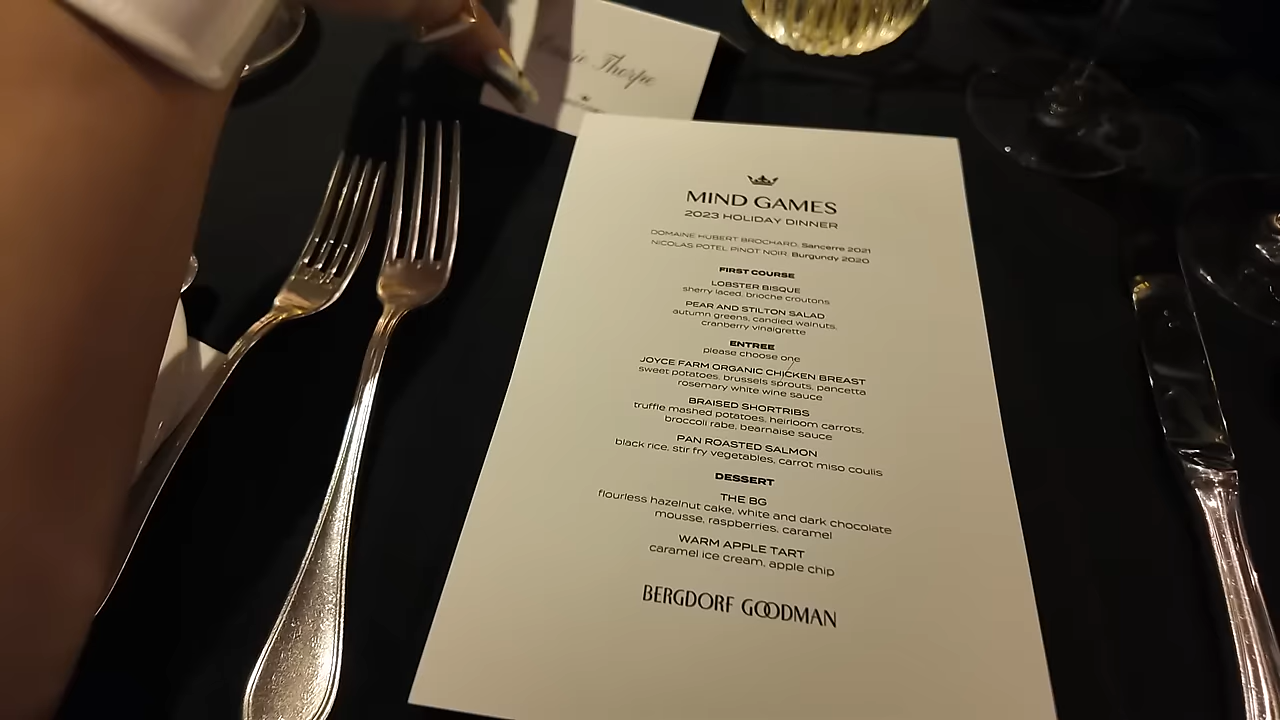 Thorpe
MIND GAMES
2023 HOLIDAY DINNER
DOMAINE HUBERT BROCHARD, Sancerre 2021
NICOLAS POTEL PINOT NOIR, Burgundy 2020
FIRST COURSE
LOBSTER BISQUE
sherry laced, brioche croutons
PEAR AND STILTON SALAD
autumn greens, candied walnuts,
cranberry vinaigrette
ENTREE
please choose one
JOYCE FARM ORGANIC CHICKEN BREAST
sweet potatoes, brussels sprouts, pancetta
rosemary white wine sauce
BRAISED SHORTRIBS
truffle mashed potatoes, heirloom carrots,
broccoli rabe, bearnaise sauce
PAN ROASTED SALMON
black rice, stir fry vegetables, carrot miso coulis
DESSERT
THE BG
flourless hazelnut cake, white and dark chocolate
mousse, raspberries, caramel
WARM APPLE TART
caramel ice cream, apple chip
BERGDORF GOODMAN